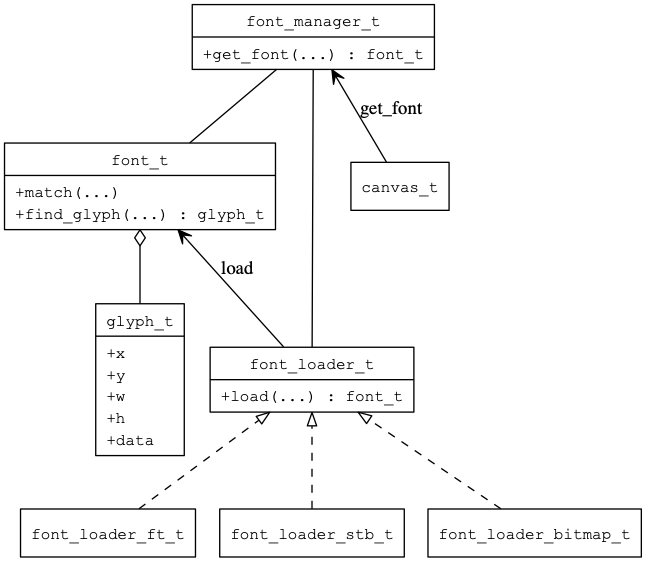 font_manager_t
+get_font(...) : font_t
get_font
font_t
+match(...)
+find_glyph(...) : glyph_t
canvas_t
load
glyph_t
+x
+y
+w
+h
+data
font_loader_t
+load(...) : font_t
font_loader_ft_t
font_loader_stb_t
font_loader_bitmap_t